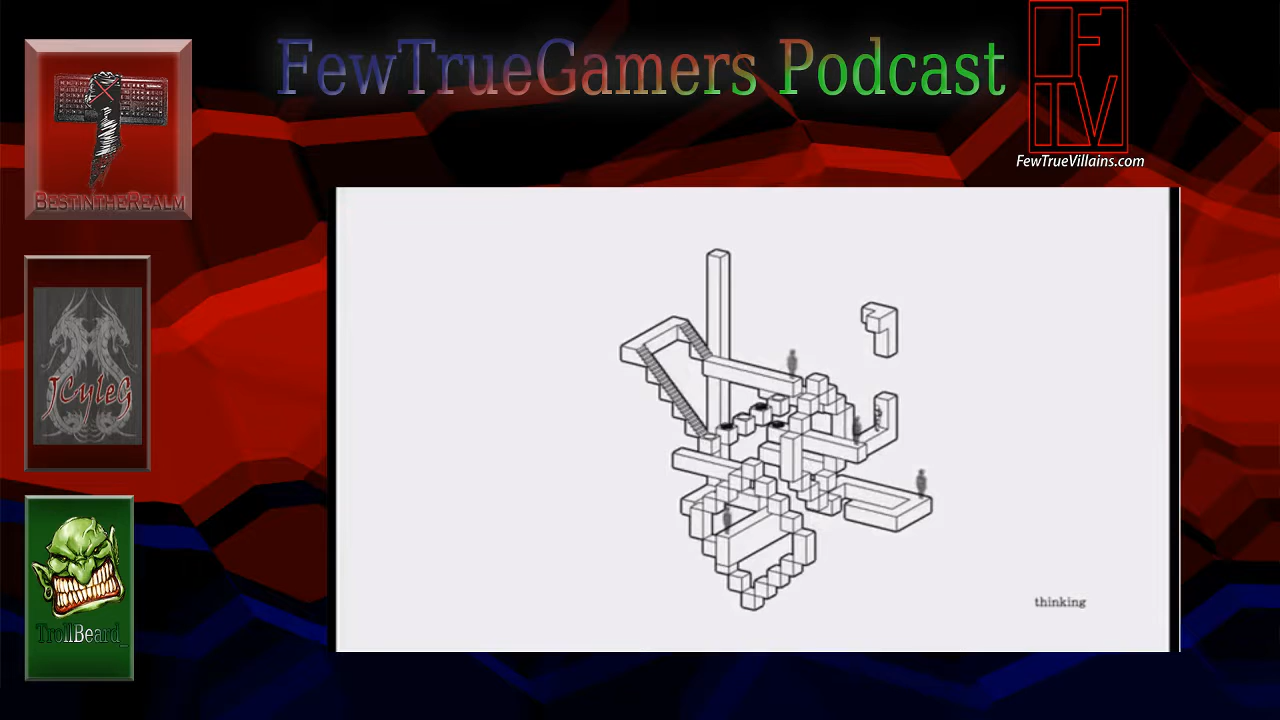 FewTrueGamers Podcast
FewTrueVillains.com
BESTINTHEREALM
JCyleG
TrollBeard_
thinking